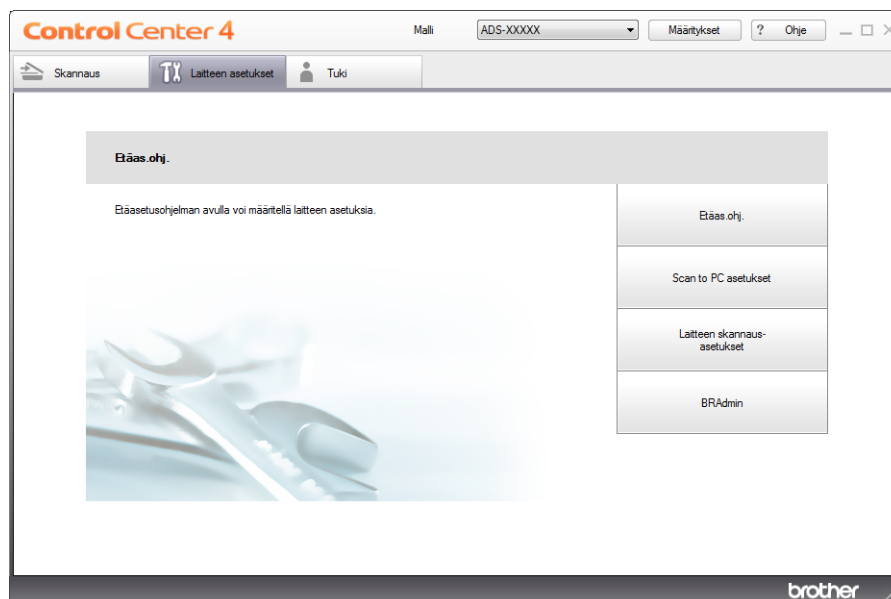 Control Center 4
Malli
ADS-XXXXX
Määritykset
? Ohje
Skannaus
Laitteen asetukset
Tuki
Etäas.ohj.
Etäasetusohjelman avulla voi määritellä laitteen asetuksia.
Etäas.ohj.
Scan to PC asetukset
Laitteen skannaus-
asetukset
BRAdmin
brother